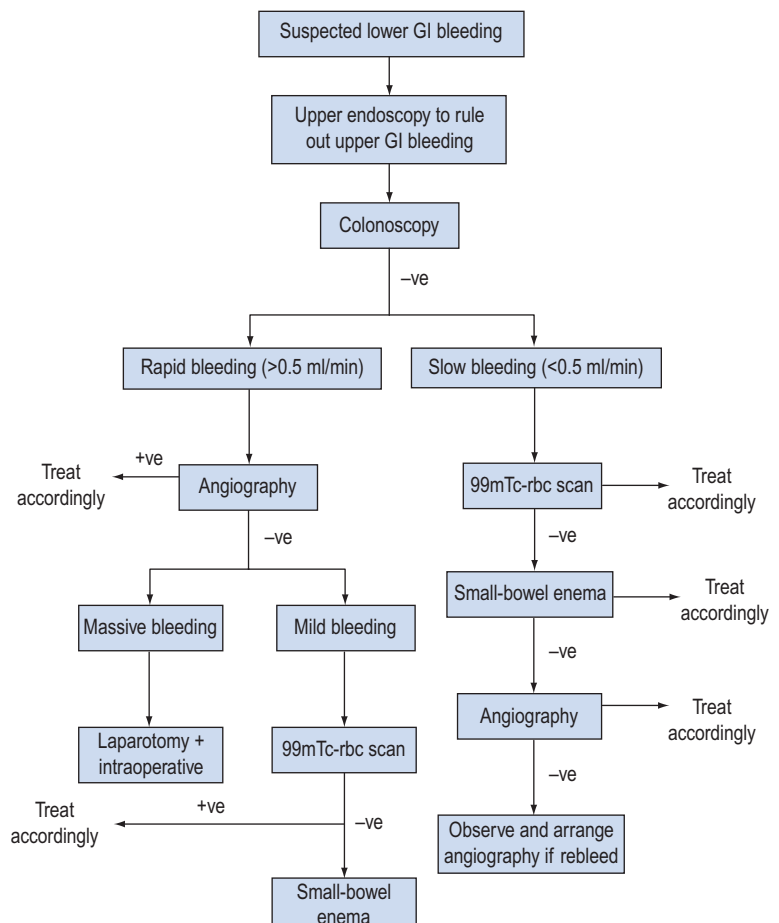 Suspected lower GI bleeding
Upper endoscopy to rule
out upper GI bleeding
Colonoscopy
–ve
Rapid bleeding (>0.5 ml/min)
Slow bleeding (<0.5 ml/min)
+ve
Treat
accordingly
Angiography
–ve
99mTc-rbc scan
Treat
accordingly
–ve
Massive bleeding
Mild bleeding
Small-bowel enema
Treat
accordingly
–ve
Laparotomy +
intraoperative
99mTc-rbc scan
Angiography
Treat
accordingly
–ve
Treat
accordingly
+ve
–ve
Observe and arrange
angiography if rebleed
Small-bowel
enema